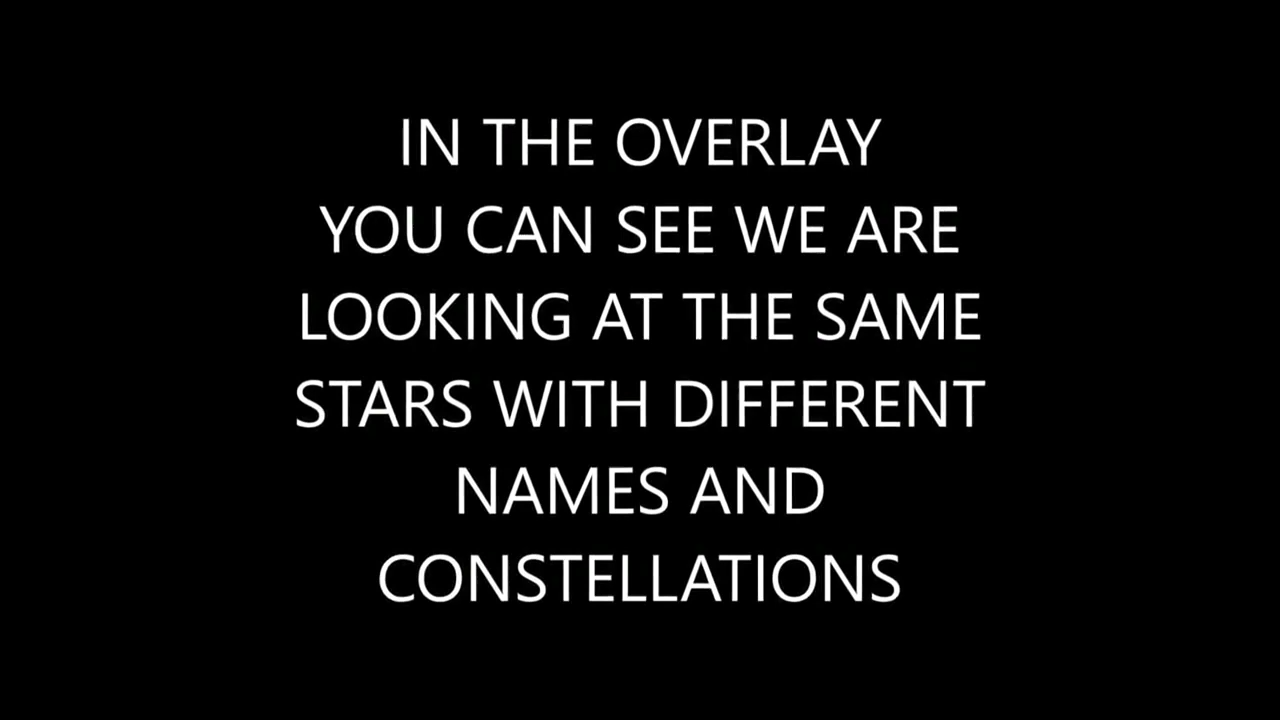 IN THE OVERLAY
YOU CAN SEE WE ARE
LOOKING AT THE SAME
STARS WITH DIFFERENT
NAMES AND
CONSTELLATIONS